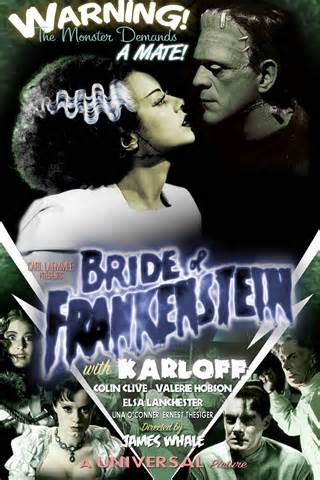 WARNING!
The Monster Demands
A MATE!
CARL LAEMMLE
PRESENTS
BRIDE of
FRANKENSTEIN
with KARLOFF
COLIN CLIVE VALERIE HOBSON
ELSA LANCHESTER
UNA O'CONNER ERNEST THESIGER
Directed by
JAMES WHALE
A UNIVERSAL Picture